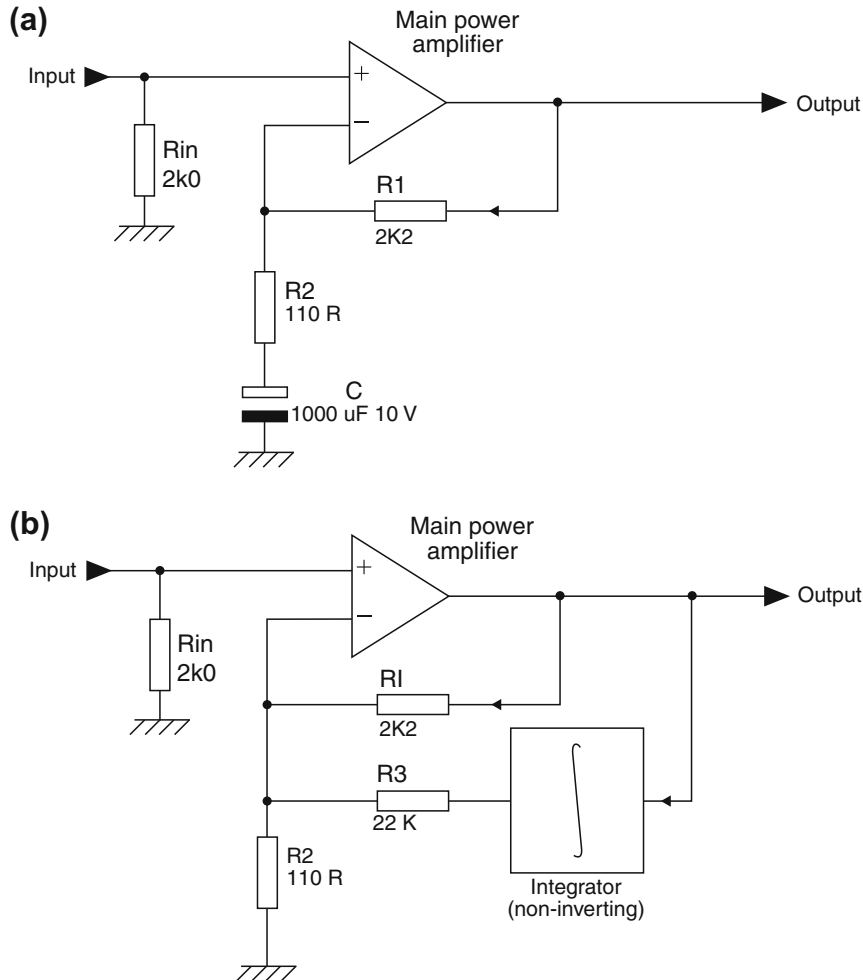 (a)
Main power
amplifier
Input
+
−
Output
Rin
2k0
R1
2K2
R2
110 R
C
1000 uF 10 V
(b)
Main power
amplifier
Input
+
−
Output
Rin
2k0
RI
2K2
R3
22 K
R2
110 R
Integrator
(non-inverting)